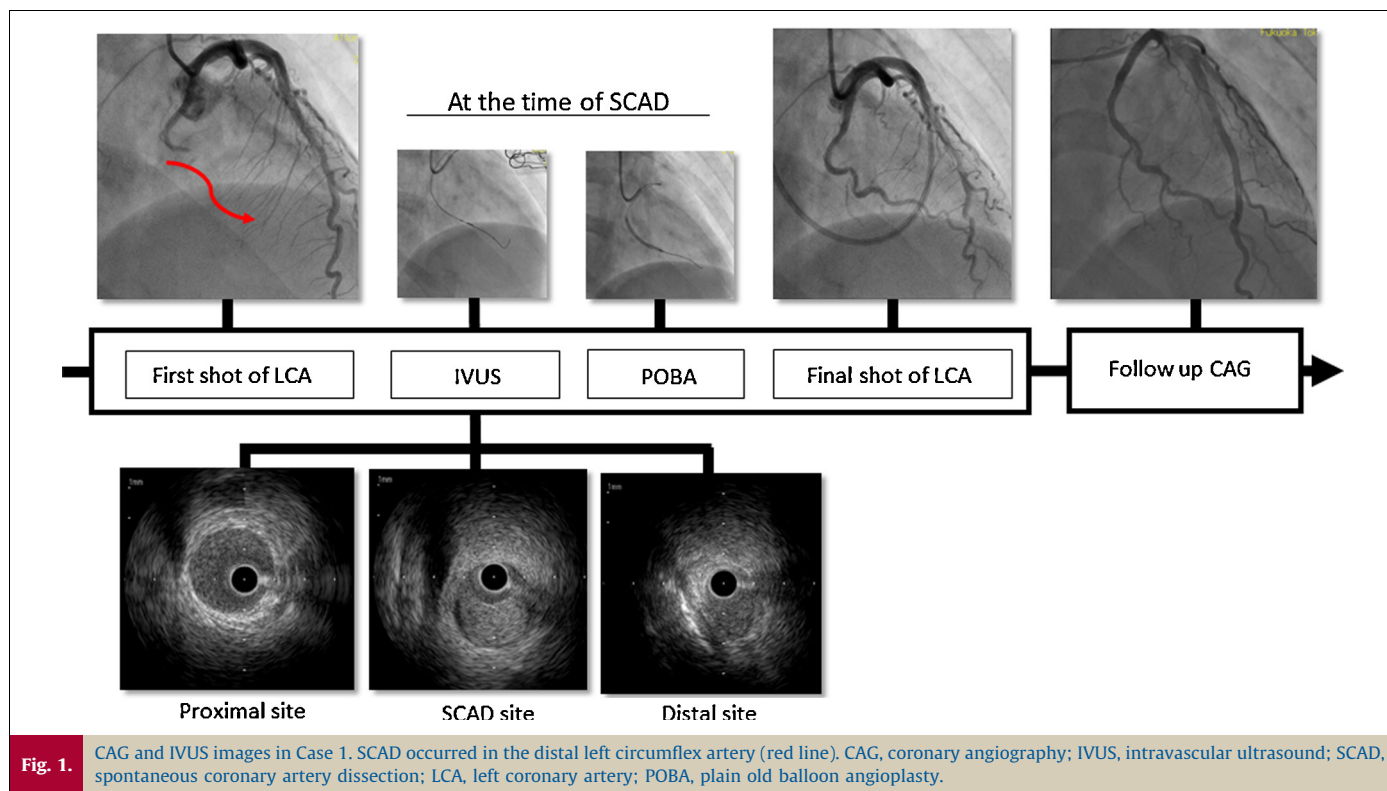 Fukuoka Tok
At the time of SCAD
First shot of LCA
IVUS
POBA
Final shot of LCA
Follow up CAG
1mm
1mm
1mm
Proximal site
SCAD site
Distal site
Fig. 1.
CAG and IVUS images in Case 1. SCAD occurred in the distal left circumflex artery (red line). CAG, coronary angiography; IVUS, intravascular ultrasound; SCAD,
spontaneous coronary artery dissection; LCA, left coronary artery; POBA, plain old balloon angioplasty.